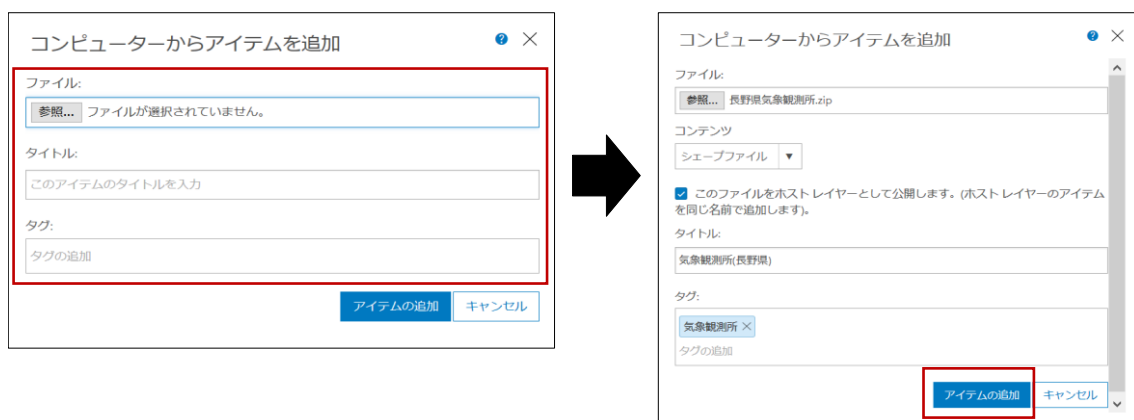 コンピューターからアイテムを追加
ファイル:
参照... ファイルが選択されていません。
タイトル:
このアイテムのタイトルを入力
タグ:
タグの追加
アイテムの追加 キャンセル
コンピューターからアイテムを追加
ファイル:
参照... 長野県気象観測所.zip
コンテンツ
シェープファイル
このファイルをホスト レイヤーとして公開します。(ホスト レイヤーのアイテム
を同じ名前で追加します)。
タイトル:
気象観測所(長野県)
タグ:
気象観測所
タグの追加
アイテムの追加 キャンセル